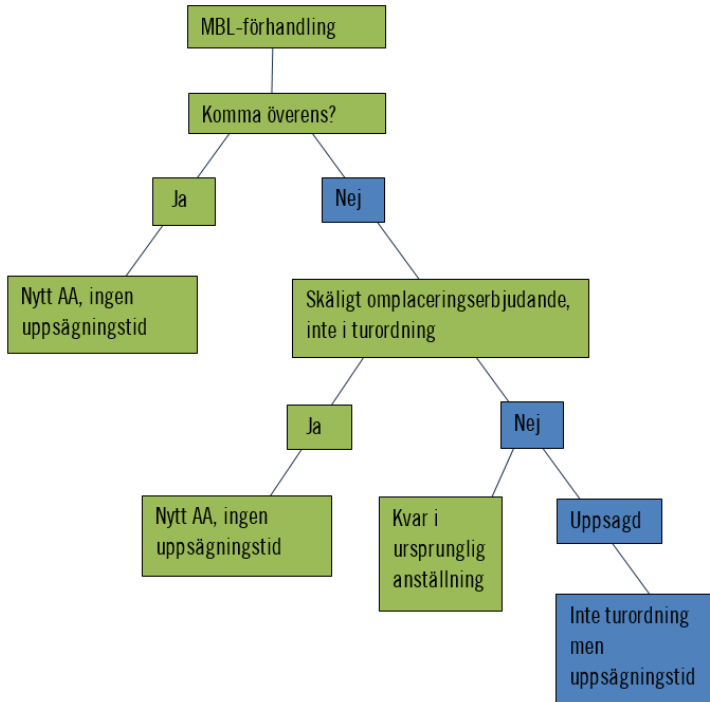 MBL-förhandling
Komma överens?
Ja
Nej
Nytt AA, ingen
uppsägningstid
Skäligt omplaceringserbjudande,
inte i turordning
Ja
Nej
Nytt AA, ingen
uppsägningstid
Kvar i
ursprunglig
anställning
Uppsagd
Inte turordning
men
uppsägningstid